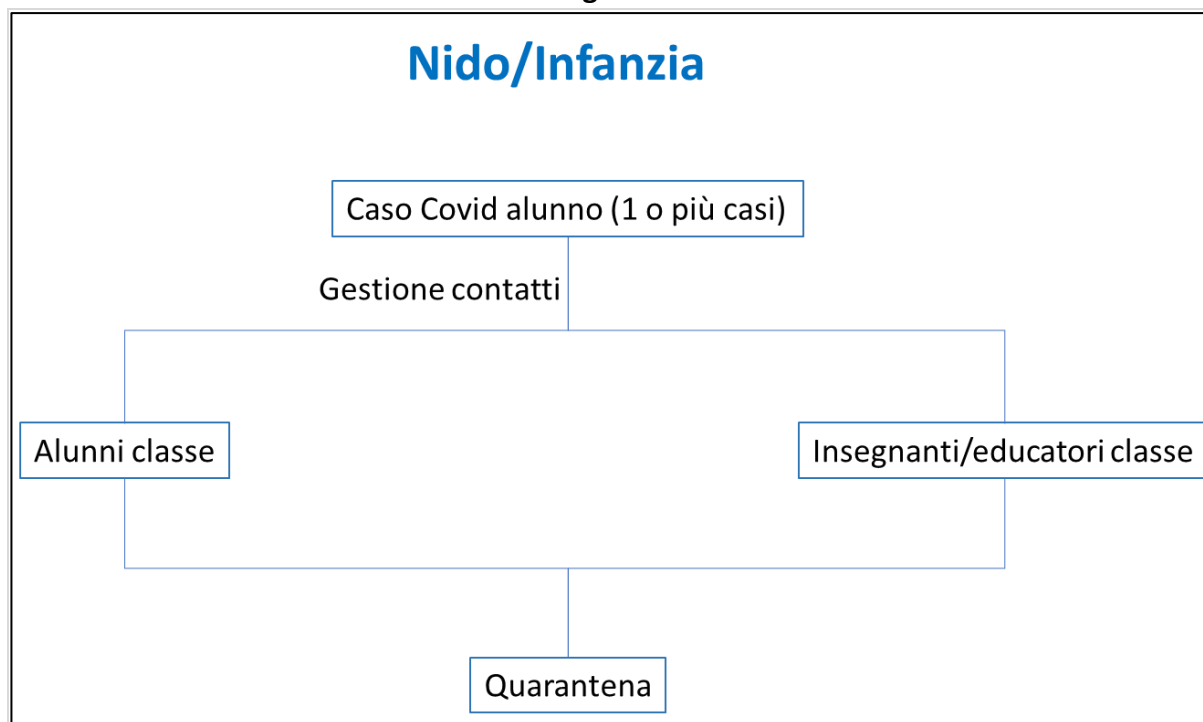 Nido/Infanzia
Caso Covid alunno (1 o più casi)
Gestione contatti
Alunni classe
Insegnanti/educatori classe
Quarantena